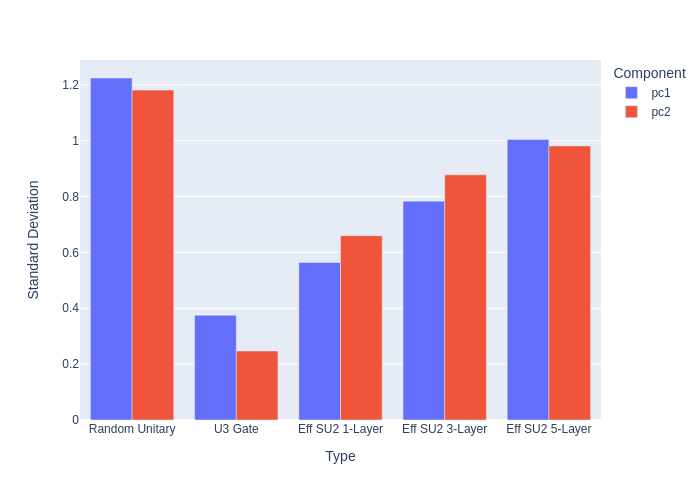 Component
pc1
pc2
Standard Deviation
1.2
1
0.8
0.6
0.4
0.2
0
Random Unitary
U3 Gate
Eff SU2 1-Layer
Eff SU2 3-Layer
Eff SU2 5-Layer
Type